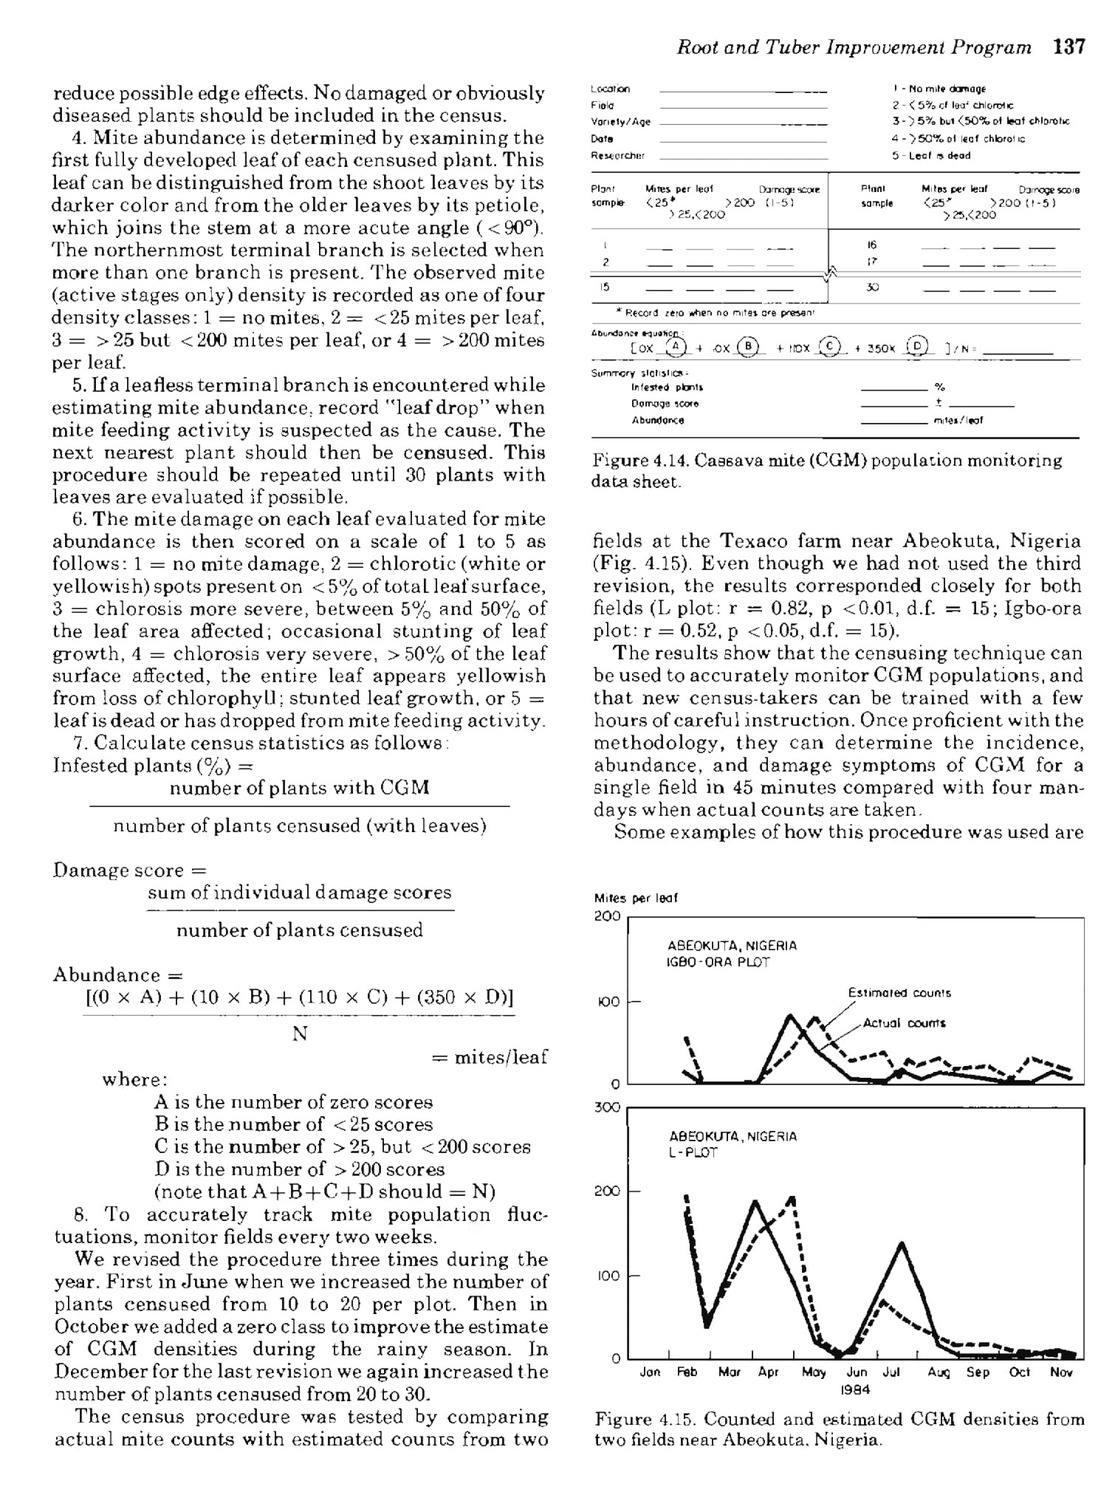 Root and Tuber Improvement Program 137
reduce possible edge effects. No damaged or obviously
diseased plants should be included in the census.
4. Mite abundance is determined by examining the
first fully developed leaf of each censused plant. This
leaf can be distinguished from the shoot leaves by its
darker color and from the older leaves by its petiole,
which joins the stem at a more acute angle (<90°).
The northernmost terminal branch is selected when
more than one branch is present. The observed mite
(active stages only) density is recorded as one of four
density classes: 1 = no mites, 2 = <25 mites per leaf,
3 = >25 but <200 mites per leaf, or 4 = >200 mites
per leaf.
5. If a leafless terminal branch is encountered while
estimating mite abundance, record "leaf drop" when
mite feeding activity is suspected as the cause. The
next nearest plant should then be censused. This
procedure should be repeated until 30 plants with
leaves are evaluated if possible.
6. The mite damage on each leaf evaluated for mite
abundance is then scored on a scale of 1 to 5 as
follows: 1 = no mite damage, 2 = chlorotic (white or
yellowish) spots present on <5% of total leaf surface,
3 = chlorosis more severe, between 5% and 50% of
the leaf area affected; occasional stunting of leaf
growth, 4 = chlorosis very severe, >50% of the leaf
surface affected, the entire leaf appears yellowish
from loss of chlorophyll; stunted leaf growth, or 5 =
leaf is dead or has dropped from mite feeding activity.
7. Calculate census statistics as follows:
Infested plants (%) =
number of plants with CGM
number of plants censused (with leaves)
Damage score =
sum of individual damage scores
number of plants censused
Abundance =
[(0 × A) + (10 × B) + (110 × C) + (350 × D)]
N
= mites/leaf
where:
A is the number of zero scores
B is the number of <25 scores
C is the number of >25, but <200 scores
D is the number of >200 scores
(note that A+B+C+D should = N)
8. To accurately track mite population fluc-
tuations, monitor fields every two weeks.
We revised the procedure three times during the
year. First in June when we increased the number of
plants censused from 10 to 20 per plot. Then in
October we added a zero class to improve the estimate
of CGM densities during the rainy season. In
December for the last revision we again increased the
number of plants censused from 20 to 30.
The census procedure was tested by comparing
actual mite counts with estimated counts from two
Location 1 - No mite damage
Field 2 - <5% of leaf chlorotic
Variety/Age 3 - >5% but <50% of leaf chlorotic
Date 4 - >50% of leaf chlorotic
Researcher 5 - Leaf is dead
Plant Mites per leaf Damage score Plant Mites per leaf Damage score
sample <25* >200 (1-5) sample <25* >200 (1-5)
>25,<200 >25,<200
1 16
2 17
15 30
* Record zero when no mites are present
Abundance equation:
[0X A + 10X B + 110X C + 350X D ] / N =
Summary statistics:
Infested plants %
Damage score ±
Abundance mites/leaf
Figure 4.14. Cassava mite (CGM) population monitoring
data sheet.
fields at the Texaco farm near Abeokuta, Nigeria
(Fig. 4.15). Even though we had not used the third
revision, the results corresponded closely for both
fields (L plot: r = 0.82, p <0.01, d.f. = 15; Igbo-ora
plot: r = 0.52, p <0.05, d.f. = 15).
The results show that the censusing technique can
be used to accurately monitor CGM populations, and
that new census-takers can be trained with a few
hours of careful instruction. Once proficient with the
methodology, they can determine the incidence,
abundance, and damage symptoms of CGM for a
single field in 45 minutes compared with four man-
days when actual counts are taken.
Some examples of how this procedure was used are
Mites per leaf
200
ABEOKUTA, NIGERIA
IGBO-ORA PLOT
Estimated counts
100
Actual counts
0
300
ABEOKUTA, NIGERIA
L-PLOT
200
100
0
Jan Feb Mar Apr May Jun Jul Aug Sep Oct Nov
1984
Figure 4.15. Counted and estimated CGM densities from
two fields near Abeokuta, Nigeria.